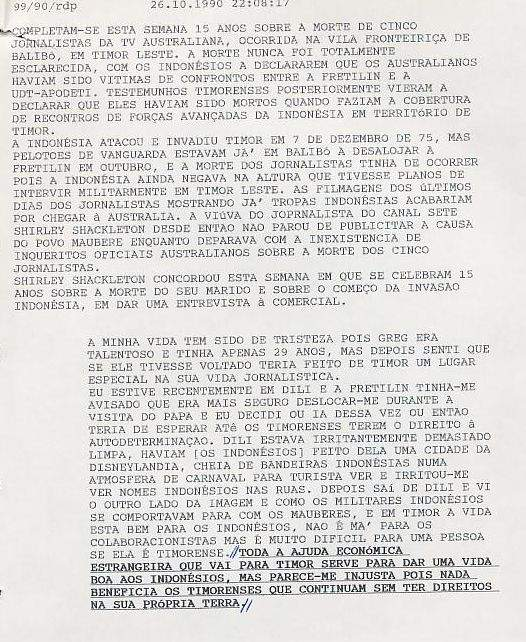 99/90/rdp 26.10.1990 22:08:17
COMPLETAM-SE ESTA SEMANA 15 ANOS SOBRE A MORTE DE CINCO
JORNALISTAS DA TV AUSTRALIANA, OCORRIDA NA VILA FRONTEIRIÇA DE
BALIBÓ, EM TIMOR LESTE. A MORTE NUNCA FOI TOTALMENTE
ESCLARECIDA, COM OS INDONÉSIOS A DECLARAREM QUE OS AUSTRALIANOS
HAVIAM SIDO VITIMAS DE CONFRONTOS ENTRE A FRETILIN E A
UDT-APODETI. TESTEMUNHOS TIMORENSES POSTERIORMENTE VIERAM A
DECLARAR QUE ELES HAVIAM SIDO MORTOS QUANDO FAZIAM A COBERTURA
DE RECONTROS DE FORÇAS AVANÇADAS DA INDONÉSIA EM TERRITÓRIO DE
TIMOR.
A INDONÉSIA ATACOU E INVADIU TIMOR EM 7 DE DEZEMBRO DE 75, MAS
PELOTOES DE VANGUARDA ESTAVAM JA' EM BALIBÓ A DESALOJAR A
FRETILIN EM OUTUBRO, E A MORTE DOS JORNALISTAS TINHA DE OCORRER
POIS A INDONÉSIA AINDA NEGAVA NA ALTURA QUE TIVESSE PLANOS DE
INTERVIR MILITARMENTE EM TIMOR LESTE. AS FILMAGENS DOS ÚLTIMOS
DIAS DOS JORNALISTAS MOSTRANDO JA' TROPAS INDONÉSIAS ACABARIAM
POR CHEGAR à AUSTRALIA. A VIÚVA DO JOPRNALISTA DO CANAL SETE
SHIRLEY SHACKLETON DESDE ENTAO NAO PAROU DE PUBLICITAR A CAUSA
DO POVO MAUBERE ENQUANTO DEPARAVA COM A INEXISTENCIA DE
INQUERITOS OFICIAIS AUSTRALIANOS SOBRE A MORTE DOS CINCO
JORNALISTAS.
SHIRLEY SHACKLETON CONCORDOU ESTA SEMANA EM QUE SE CELEBRAM 15
ANOS SOBRE A MORTE DO SEU MARIDO E SOBRE O COMEÇO DA INVASAO
INDONÉSIA, EM DAR UMA ENTREVISTA à COMERCIAL.
A MINHA VIDA TEM SIDO DE TRISTEZA POIS GREG ERA
TALENTOSO E TINHA APENAS 29 ANOS, MAS DEPOIS SENTI QUE
SE ELE TIVESSE VOLTADO TERIA FEITO DE TIMOR UM LUGAR
ESPECIAL NA SUA VIDA JORNALISTICA.
EU ESTIVE RECENTEMENTE EM DILI E A FRETILIN TINHA-ME
AVISADO QUE ERA MAIS SEGURO DESLOCAR-ME DURANTE A
VISITA DO PAPA E EU DECIDI OU IA DESSA VEZ OU ENTAO
TERIA DE ESPERAR ATé OS TIMORENSES TEREM O DIREITO à
AUTODETERMINAÇAO. DILI ESTAVA IRRITANTEMENTE DEMASIADO
LIMPA, HAVIAM [OS INDONÉSIOS] FEITO DELA UMA CIDADE DA
DISNEYLANDIA, CHEIA DE BANDEIRAS INDONÉSIAS NUMA
ATMOSFERA DE CARNAVAL PARA TURISTA VER E IRRITOU-ME
VER NOMES INDONÉSIOS NAS RUAS. DEPOIS SAÍ DE DILI E VI
O OUTRO LADO DA IMAGEM E COMO OS MILITARES INDONÉSIOS
SE COMPORTAVAM PARA COM OS MAUBERES, E EM TIMOR A VIDA
ESTA BEM PARA OS INDONÉSIOS, NAO É MA' PARA OS
COLABORACIONISTAS MAS É MUITO DIFICIL PARA UMA PESSOA
SE ELA É TIMORENSE.//TODA A AJUDA ECONÓMICA
ESTRANGEIRA QUE VAI PARA TIMOR SERVE PARA DAR UMA VIDA
BOA AOS INDONÉSIOS, MAS PARECE-ME INJUSTA POIS NADA
BENEFICIA OS TIMORENSES QUE CONTINUAM SEM TER DIREITOS
NA SUA PRÓPRIA TERRA//